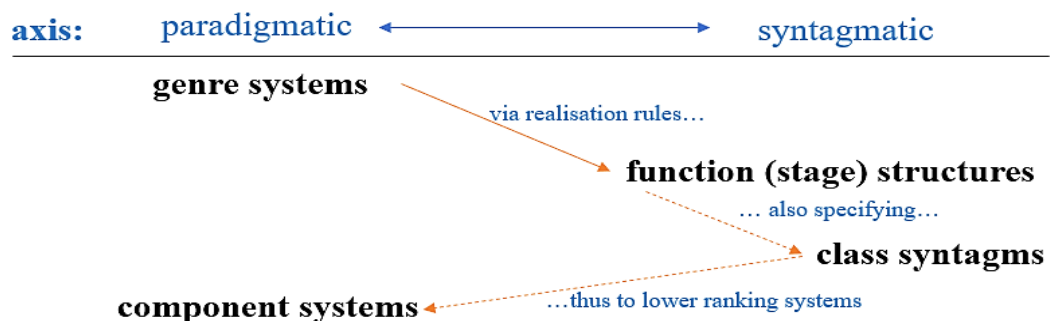 axis: paradigmatic syntagmatic
genre systems
via realisation rules…
function (stage) structures
… also specifying…
class syntagms
…thus to lower ranking systems
component systems